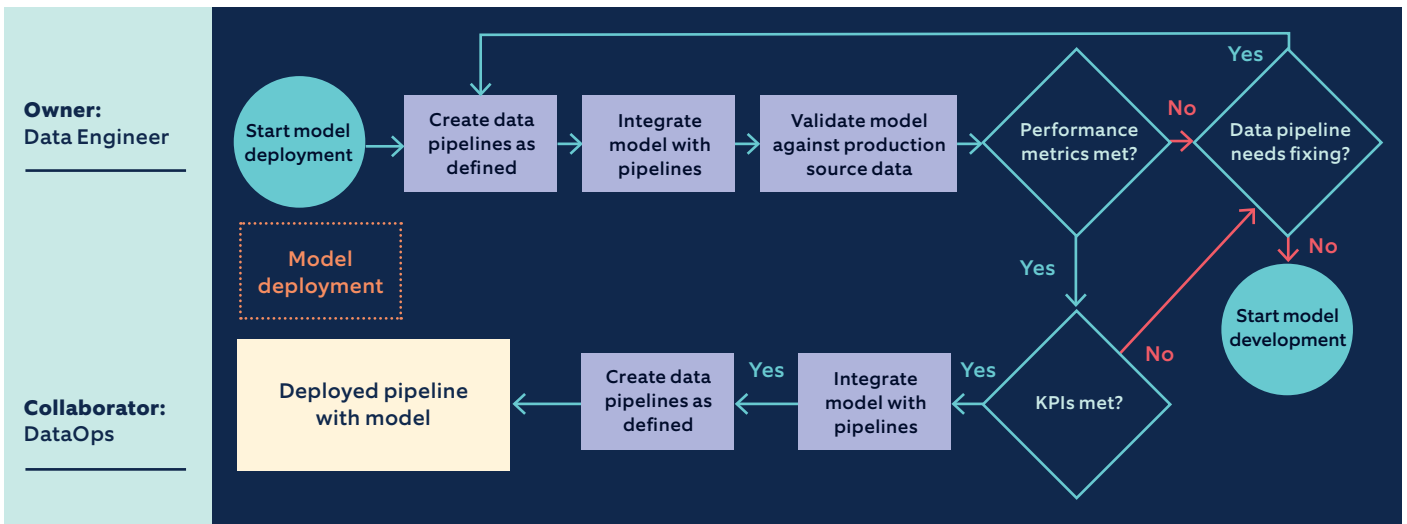 Owner:
Data Engineer
Start model
deployment
Create data
pipelines as
defined
Integrate
model with
pipelines
Validate model
against production
source data
Performance
metrics met?
No
Data pipeline
needs fixing?
Yes
No
Start model
development
Yes
Model
deployment
Collaborator:
DataOps
Deployed pipeline
with model
Create data
pipelines as
defined
Yes
Integrate
model with
pipelines
Yes
KPIs met?
No